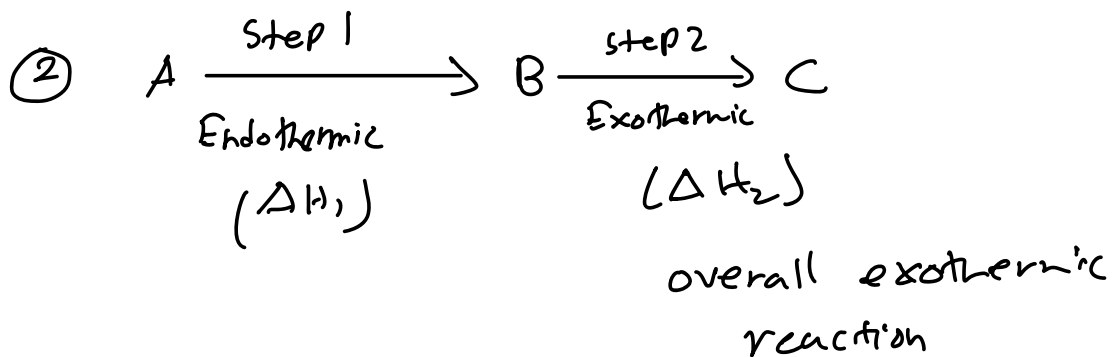 Step 1 step 2
② A → B → C
Endothermic Exothermic
(ΔH₁) (ΔH₂)
overall exothermic
reaction